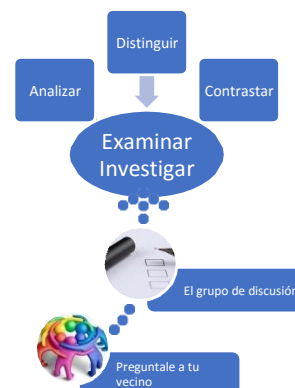 Distinguir
Analizar
Contrastar
Examinar
Investigar
El grupo de discusión
Preguntale a tu
vecino